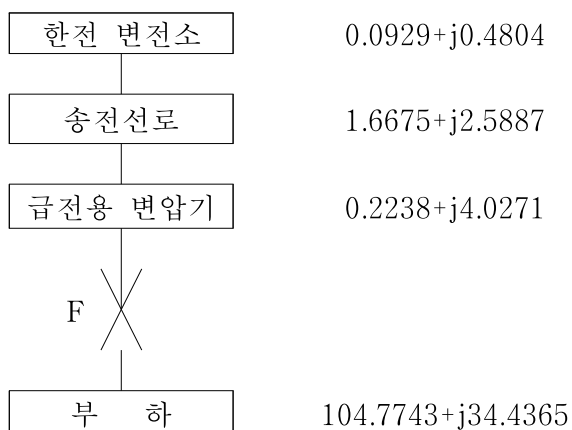 한전 변전소 0.0929+j0.4804
송전선로 1.6675+j2.5887
급전용 변압기 0.2238+j4.0271
F
부 하 104.7743+j34.4365